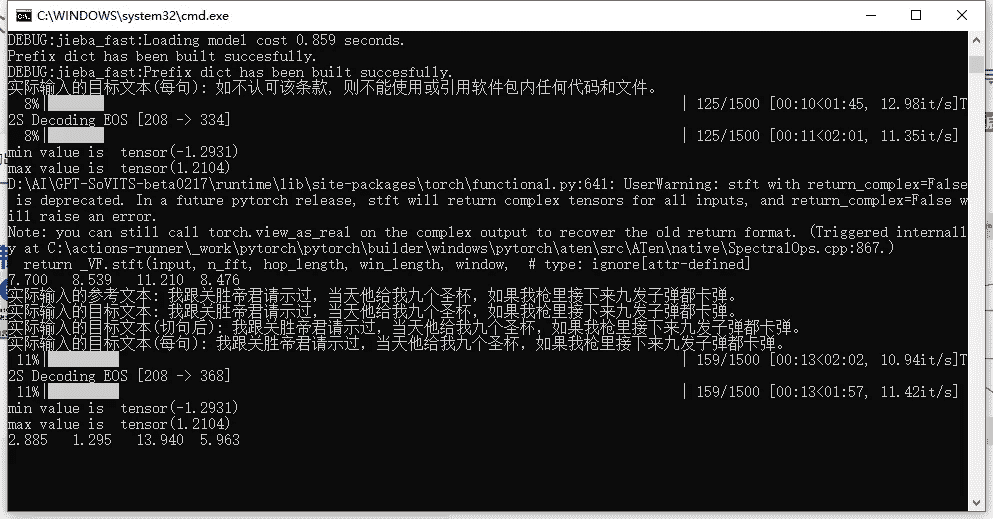 C:\WINDOWS\system32\cmd.exe
DEBUG:jieba_fast:Loading model cost 0.859 seconds.
Prefix dict has been built succesfully.
DEBUG:jieba_fast:Prefix dict has been built succesfully.
实际输入的目标文本(每句): 如不认可该条款, 则不能使用或引用软件包内任何代码和文件。
8%| | 125/1500 [00:10<01:45, 12.98it/s]T
2S Decoding EOS [208 -> 334]
8%| | 125/1500 [00:11<02:01, 11.35it/s]
min value is tensor(-1.2931)
max value is tensor(1.2104)
D:\AI\GPT-SoVITS-beta0217\runtime\lib\site-packages\torch\functional.py:641: UserWarning: stft with return_complex=False
is deprecated. In a future pytorch release, stft will return complex tensors for all inputs, and return_complex=False w
ill raise an error.
Note: you can still call torch.view_as_real on the complex output to recover the old return format. (Triggered internall
y at C:\actions-runner\_work\pytorch\pytorch\builder\windows\pytorch\aten\src\ATen\native\SpectralOps.cpp:867.)
return _VF.stft(input, n_fft, hop_length, win_length, window, # type: ignore[attr-defined]
7.700 8.539 11.210 8.476
实际输入的参考文本: 我跟关胜帝君请示过，当天他给我九个圣杯，如果我枪里接下来九发子弹都卡弹。
实际输入的目标文本: 我跟关胜帝君请示过，当天他给我九个圣杯，如果我枪里接下来九发子弹都卡弹。
实际输入的目标文本(切句后): 我跟关胜帝君请示过，当天他给我九个圣杯，如果我枪里接下来九发子弹都卡弹。
实际输入的目标文本(每句): 我跟关胜帝君请示过，当天他给我九个圣杯，如果我枪里接下来九发子弹都卡弹。
11%| | 159/1500 [00:13<02:02, 10.94it/s]T
2S Decoding EOS [208 -> 368]
11%| | 159/1500 [00:13<01:57, 11.42it/s]
min value is tensor(-1.2931)
max value is tensor(1.2104)
2.885 1.295 13.940 5.963